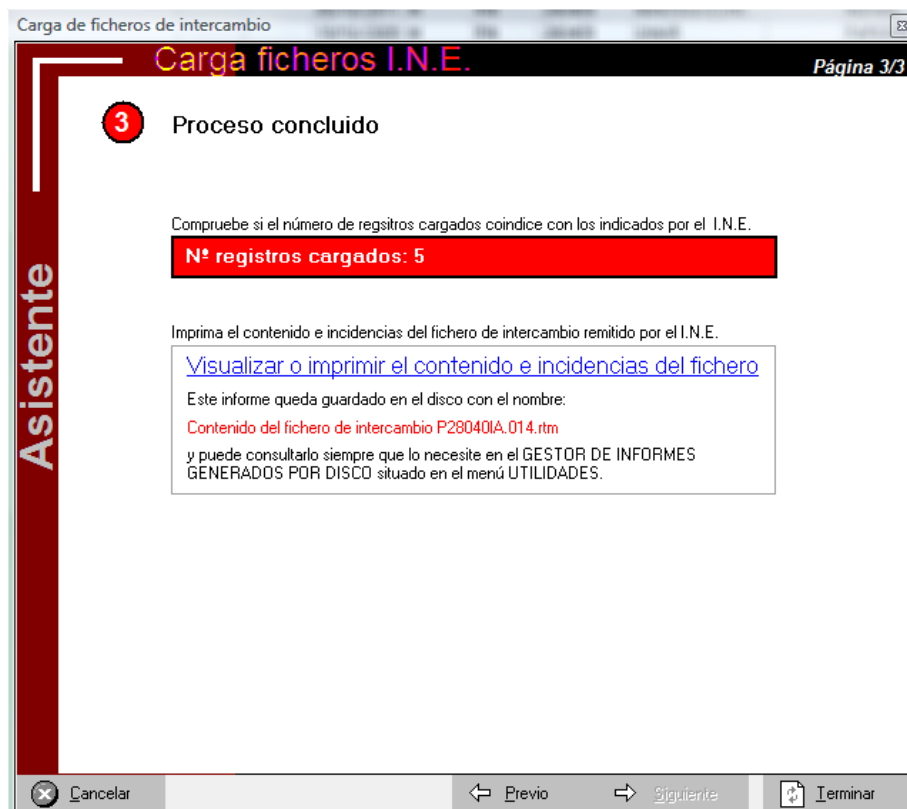 Carga de ficheros de intercambio
Carga ficheros I.N.E.
Página 3/3
3
Proceso concluido
Compruebe si el número de regsitros cargados coindice con los indicados por el I.N.E.
Nº registros cargados: 5
Asistente
Imprima el contenido e incidencias del fichero de intercambio remitido por el I.N.E.
Visualizar o imprimir el contenido e incidencias del fichero
Este informe queda guardado en el disco con el nombre:
Contenido del fichero de intercambio P28040IA.014.rtm
y puede consultarlo siempre que lo necesite en el GESTOR DE INFORMES
GENERADOS POR DISCO situado en el menú UTILIDADES.
Cancelar
Previo
Siguiente
Terminar